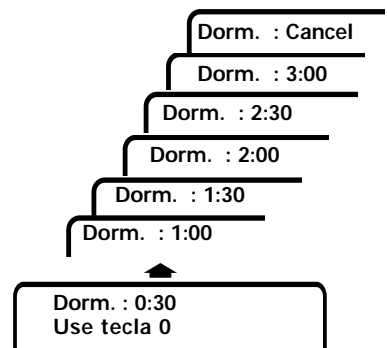 Dorm. : Cancel
Dorm. : 3:00
Dorm. : 2:30
Dorm. : 2:00
Dorm. : 1:30
Dorm. : 1:00
Dorm. : 0:30
Use tecla 0